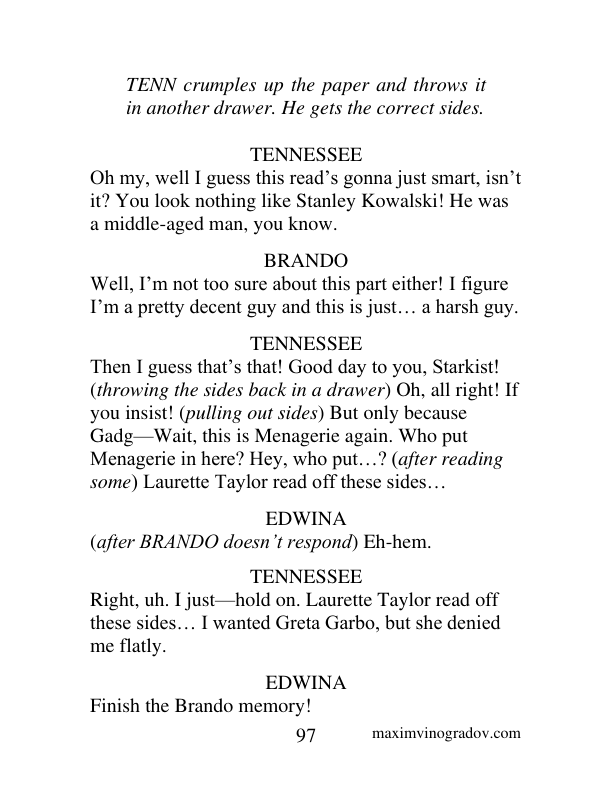 TENN crumples up the paper and throws it
in another drawer. He gets the correct sides.
TENNESSEE
Oh my, well I guess this read’s gonna just smart, isn’t
it? You look nothing like Stanley Kowalski! He was
a middle-aged man, you know.
BRANDO
Well, I’m not too sure about this part either! I figure
I’m a pretty decent guy and this is just… a harsh guy.
TENNESSEE
Then I guess that’s that! Good day to you, Starkist!
(throwing the sides back in a drawer) Oh, all right! If
you insist! (pulling out sides) But only because
Gadg—Wait, this is Menagerie again. Who put
Menagerie in here? Hey, who put…? (after reading
some) Laurette Taylor read off these sides…
EDWINA
(after BRANDO doesn’t respond) Eh-hem.
TENNESSEE
Right, uh. I just—hold on. Laurette Taylor read off
these sides… I wanted Greta Garbo, but she denied
me flatly.
EDWINA
Finish the Brando memory!
97 maximvinogradov.com